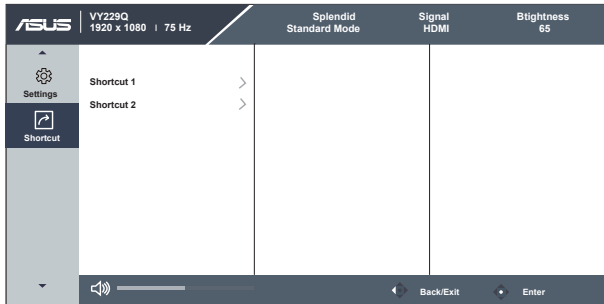 ASUS
VY229Q
1920 x 1080 | 75 Hz
Splendid
Standard Mode
Signal
HDMI
Btightness
65
Settings
Shortcut
Shortcut 1
Shortcut 2
Back/Exit
Enter